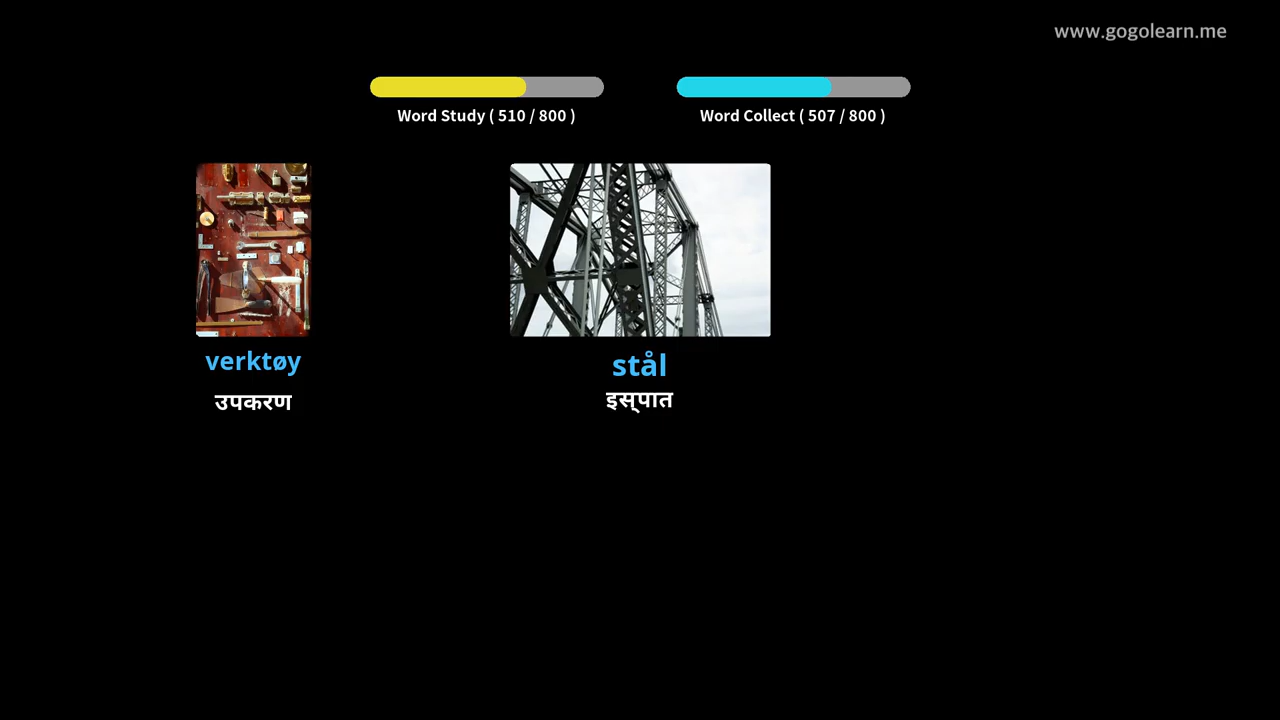 www.gogolearn.me
Word Study ( 510 / 800 )
Word Collect ( 507 / 800 )
verktøy
उपकरण
stål
इस्पात